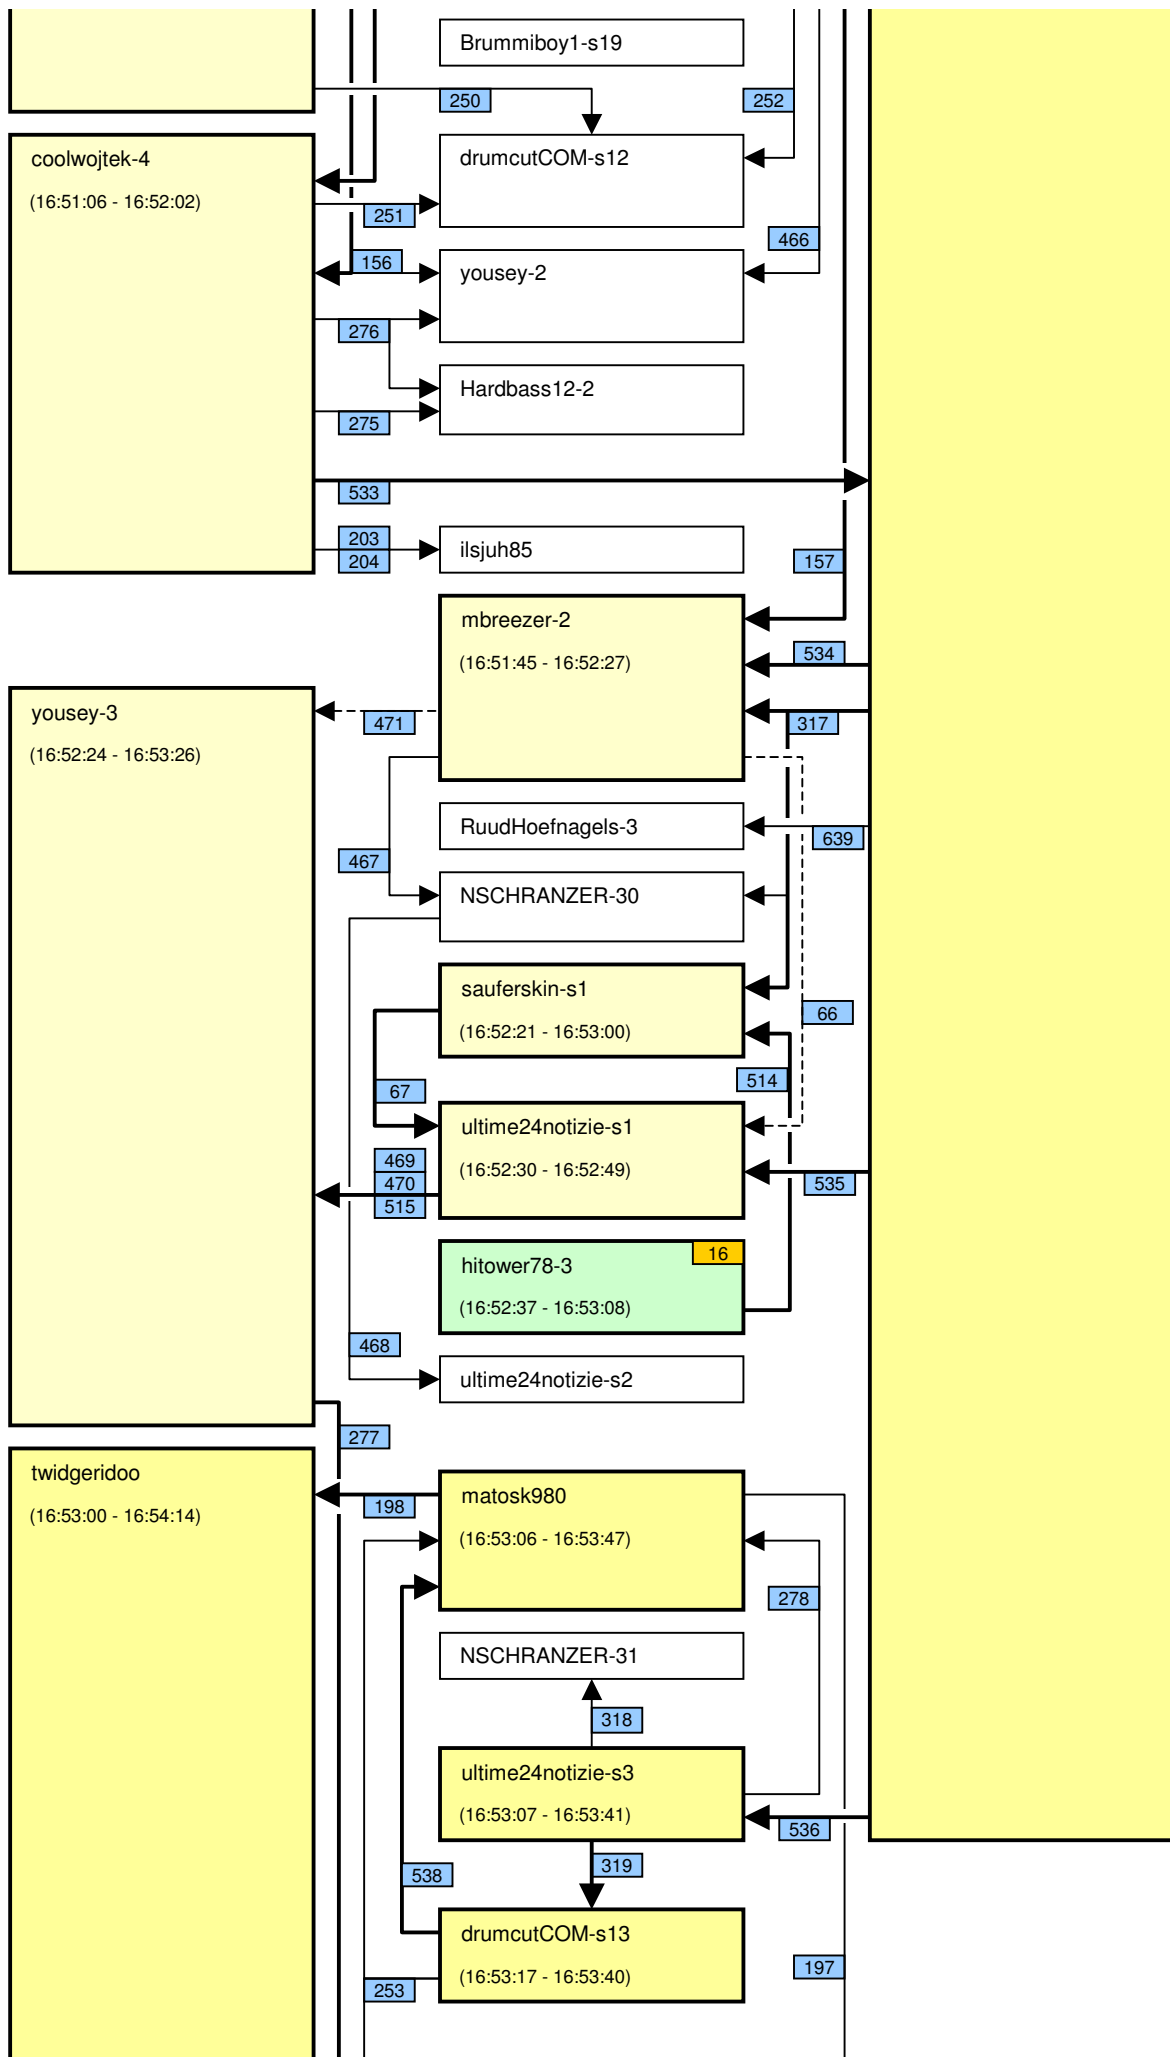 Brummiboy1-s19
250
252
coolwojtek-4
drumcutCOM-s12
(16:51:06 - 16:52:02)
251
466
156
yousey-2
276
Hardbass12-2
275
533
203
ilsjuh85
204
157
mbreezer-2
534
(16:51:45 - 16:52:27)
yousey-3
471
317
(16:52:24 - 16:53:26)
RuudHoefnagels-3
639
467
NSCHRANZER-30
sauferskin-s1
66
(16:52:21 - 16:53:00)
514
67
ultime24notizie-s1
469
(16:52:30 - 16:52:49)
470
535
515
16
hitower78-3
(16:52:37 - 16:53:08)
468
ultime24notizie-s2
277
twidgeridoo
matosk980
198
(16:53:00 - 16:54:14)
(16:53:06 - 16:53:47)
278
NSCHRANZER-31
318
ultime24notizie-s3
(16:53:07 - 16:53:41)
536
319
538
drumcutCOM-s13
197
(16:53:17 - 16:53:40)
253